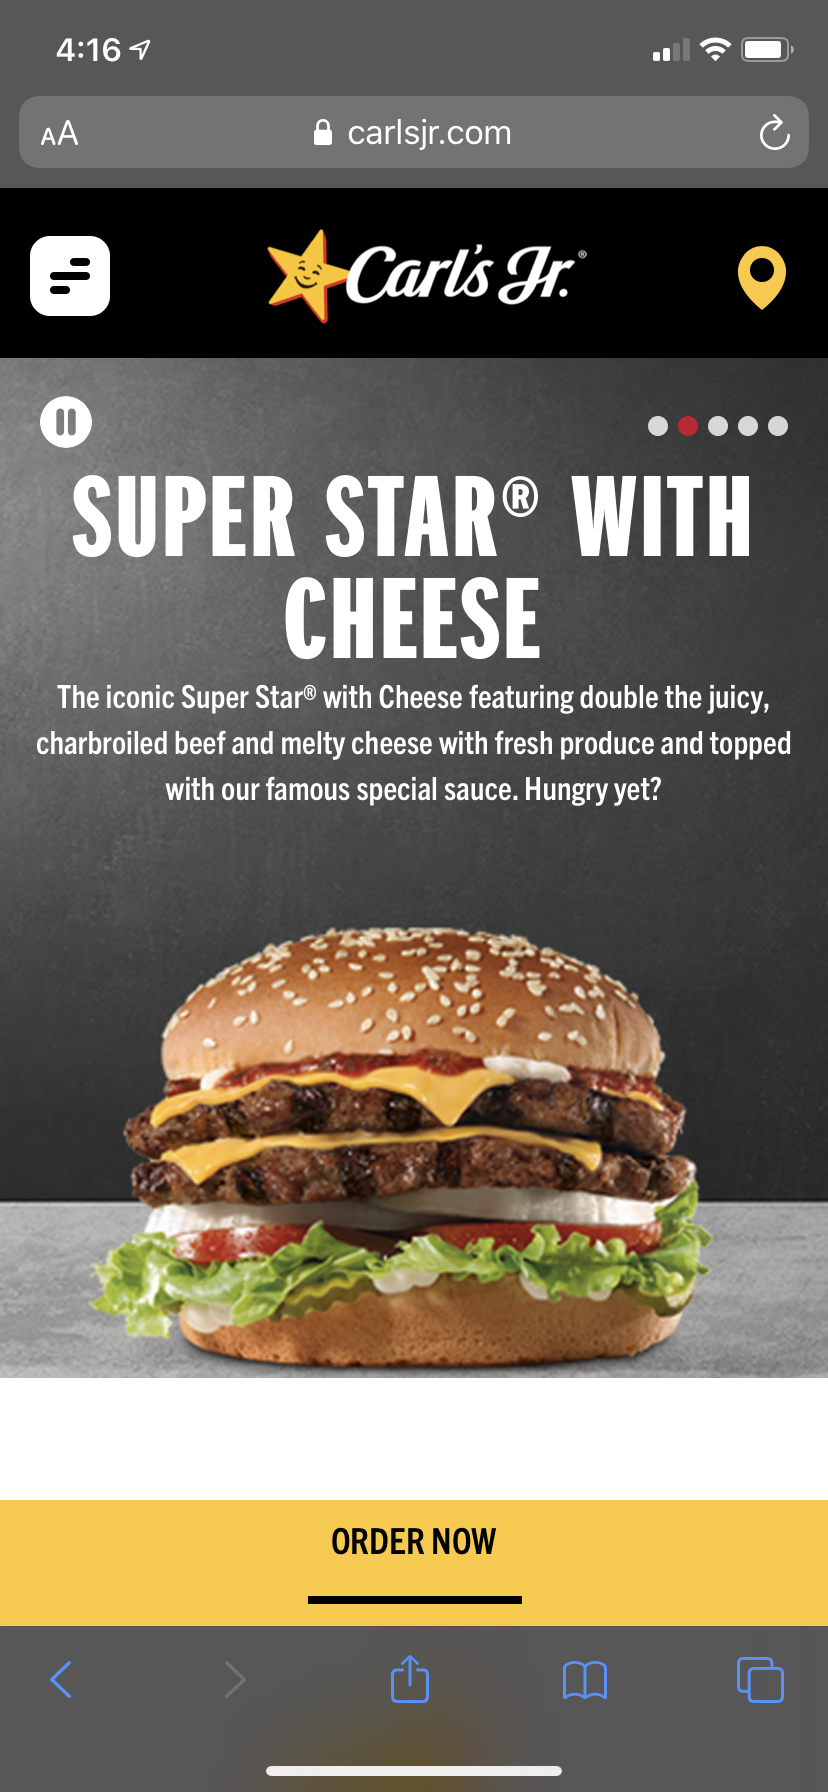 4:16
AA carlsjr.com
Carl's Jr.®
SUPER STAR® WITH
CHEESE
The iconic Super Star® with Cheese featuring double the juicy,
charbroiled beef and melty cheese with fresh produce and topped
with our famous special sauce. Hungry yet?
ORDER NOW